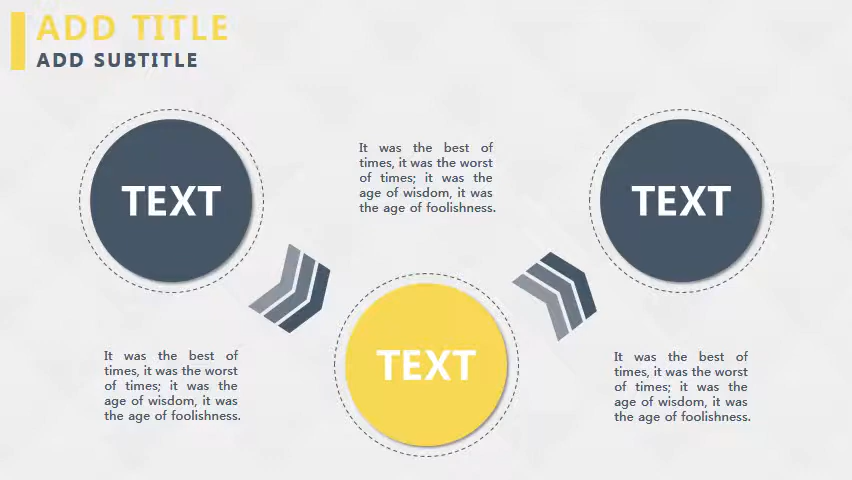 ADD TITLE
ADD SUBTITLE
TEXT
It was the best of
times, it was the worst
of times; it was the
age of wisdom, it was
the age of foolishness.
TEXT
It was the best of
times, it was the worst
of times; it was the
age of wisdom, it was
the age of foolishness.
TEXT
It was the best of
times, it was the worst
of times; it was the
age of wisdom, it was
the age of foolishness.